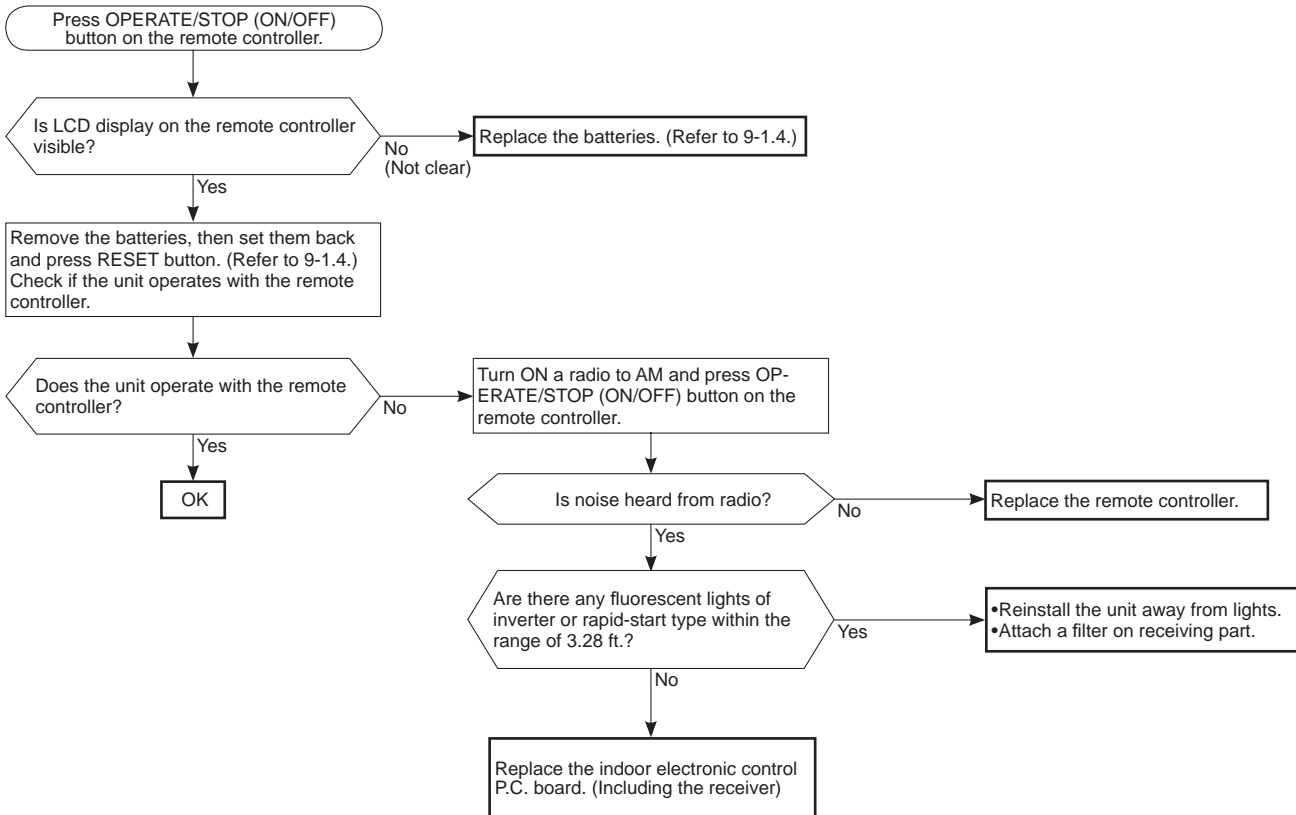 Press OPERATE/STOP (ON/OFF)
button on the remote controller.
Is LCD display on the remote controller
visible?
No
(Not clear)
Replace the batteries. (Refer to 9-1.4.)
Yes
Remove the batteries, then set them back
and press RESET button. (Refer to 9-1.4.)
Check if the unit operates with the remote
controller.
Does the unit operate with the remote
controller?
No
Yes
OK
Turn ON a radio to AM and press OP-
ERATE/STOP (ON/OFF) button on the
remote controller.
Is noise heard from radio?
No
Replace the remote controller.
Yes
Are there any fluorescent lights of
inverter or rapid-start type within the
range of 3.28 ft.?
Yes
•Reinstall the unit away from lights.
•Attach a filter on receiving part.
No
Replace the indoor electronic control
P.C. board. (Including the receiver)